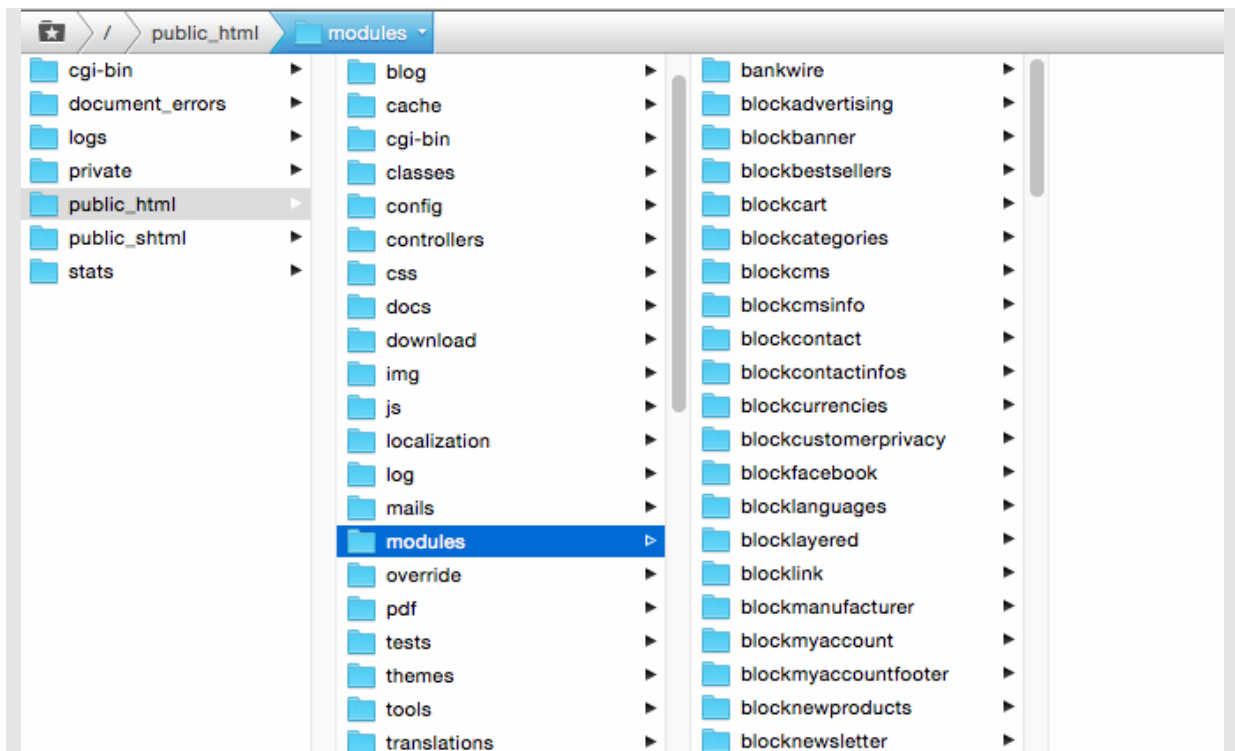 / public_html modules
cgi-bin
document_errors
logs
private
public_html
public_shtml
stats
blog
cache
cgi-bin
classes
config
controllers
css
docs
download
img
js
localization
log
mails
modules
override
pdf
tests
themes
tools
translations
bankwire
blockadvertising
blockbanner
blockbestsellers
blockcart
blockcategories
blockcms
blockcmsinfo
blockcontact
blockcontactinfos
blockcurrencies
blockcustomerprivacy
blockfacebook
blocklanguages
blocklayered
blocklink
blockmanufacturer
blockmyaccount
blockmyaccountfooter
blocknewproducts
blocknewsletter